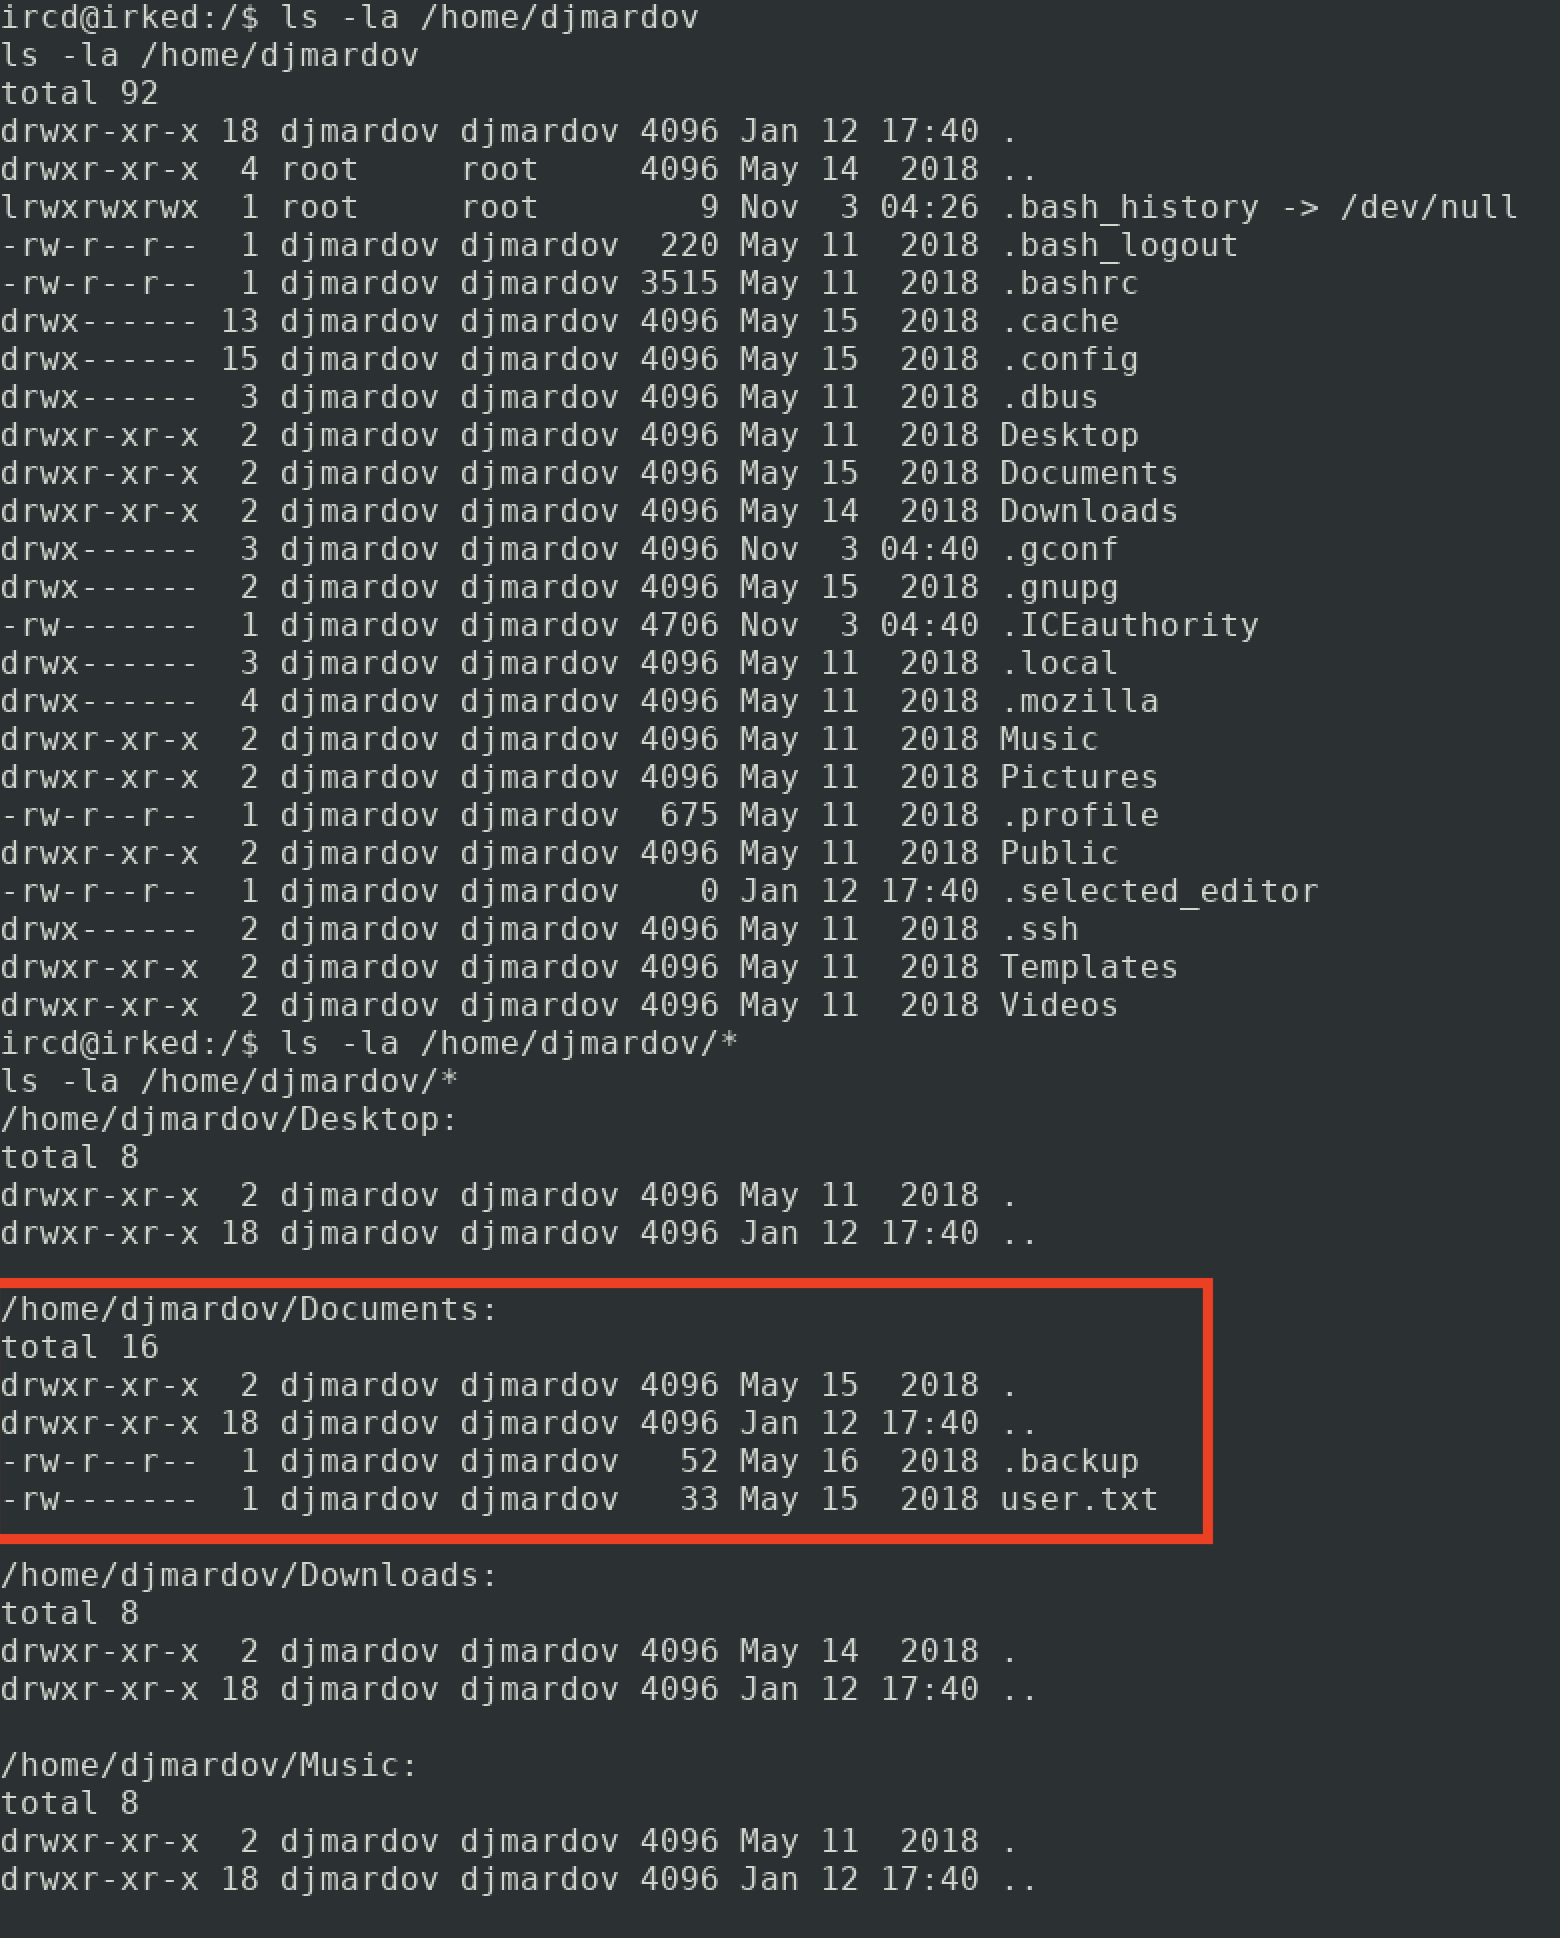 ircd@irked:/$ ls -la /home/djmardov
ls -la /home/djmardov
total 92
drwxr-xr-x 18 djmardov djmardov 4096 Jan 12 17:40 .
drwxr-xr-x  4 root     root     4096 May 14  2018 ..
lrwxrwxrwx  1 root     root        9 Nov  3 04:26 .bash_history -> /dev/null
-rw-r--r--  1 djmardov djmardov  220 May 11  2018 .bash_logout
-rw-r--r--  1 djmardov djmardov 3515 May 11  2018 .bashrc
drwx------ 13 djmardov djmardov 4096 May 15  2018 .cache
drwx------ 15 djmardov djmardov 4096 May 15  2018 .config
drwx------  3 djmardov djmardov 4096 May 11  2018 .dbus
drwxr-xr-x  2 djmardov djmardov 4096 May 11  2018 Desktop
drwxr-xr-x  2 djmardov djmardov 4096 May 15  2018 Documents
drwxr-xr-x  2 djmardov djmardov 4096 May 14  2018 Downloads
drwx------  3 djmardov djmardov 4096 Nov  3 04:40 .gconf
drwx------  2 djmardov djmardov 4096 May 15  2018 .gnupg
-rw-------  1 djmardov djmardov 4706 Nov  3 04:40 .ICEauthority
drwx------  3 djmardov djmardov 4096 May 11  2018 .local
drwx------  4 djmardov djmardov 4096 May 11  2018 .mozilla
drwxr-xr-x  2 djmardov djmardov 4096 May 11  2018 Music
drwxr-xr-x  2 djmardov djmardov 4096 May 11  2018 Pictures
-rw-r--r--  1 djmardov djmardov  675 May 11  2018 .profile
drwxr-xr-x  2 djmardov djmardov 4096 May 11  2018 Public
-rw-r--r--  1 djmardov djmardov    0 Jan 12 17:40 .selected_editor
drwx------  2 djmardov djmardov 4096 May 11  2018 .ssh
drwxr-xr-x  2 djmardov djmardov 4096 May 11  2018 Templates
drwxr-xr-x  2 djmardov djmardov 4096 May 11  2018 Videos
ircd@irked:/$ ls -la /home/djmardov/*
ls -la /home/djmardov/*
/home/djmardov/Desktop:
total 8
drwxr-xr-x  2 djmardov djmardov 4096 May 11  2018 .
drwxr-xr-x 18 djmardov djmardov 4096 Jan 12 17:40 ..
/home/djmardov/Documents:
total 16
drwxr-xr-x  2 djmardov djmardov 4096 May 15  2018 .
drwxr-xr-x 18 djmardov djmardov 4096 Jan 12 17:40 ..
-rw-r--r--  1 djmardov djmardov   52 May 16  2018 .backup
-rw-------  1 djmardov djmardov   33 May 15  2018 user.txt
/home/djmardov/Downloads:
total 8
drwxr-xr-x  2 djmardov djmardov 4096 May 14  2018 .
drwxr-xr-x 18 djmardov djmardov 4096 Jan 12 17:40 ..
/home/djmardov/Music:
total 8
drwxr-xr-x  2 djmardov djmardov 4096 May 11  2018 .
drwxr-xr-x 18 djmardov djmardov 4096 Jan 12 17:40 ..